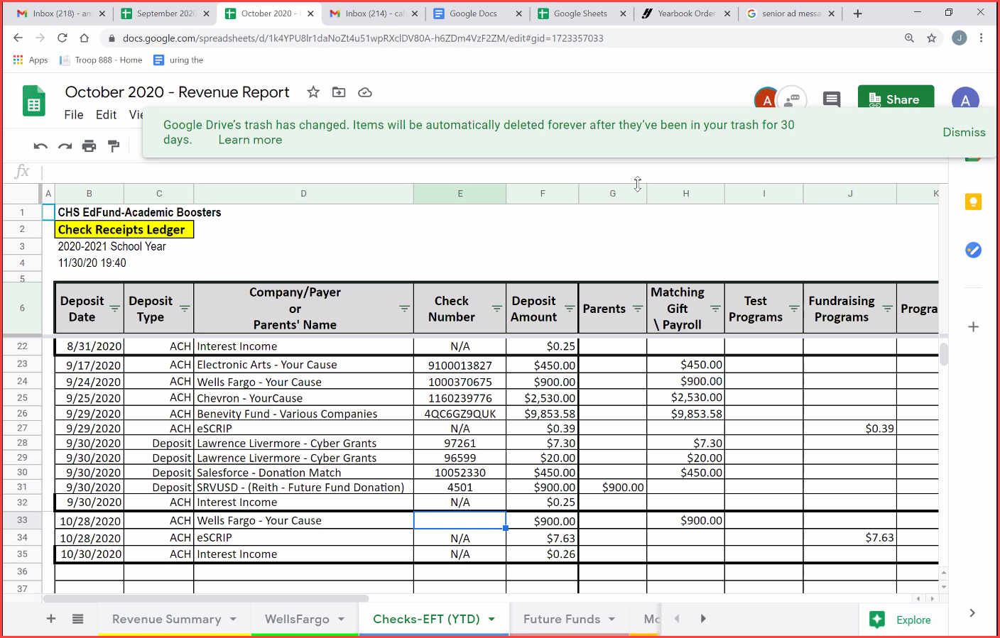 Inbox (218) - an
September 2020
October 2020 -
Inbox (214) - cal
Google Docs
Google Sheets
Yearbook Order
senior ad messa
docs.google.com/spreadsheets/d/1k4YPU8lr1daNoZt4u51wpRXclDV80A-h6ZDm4VzF2ZM/edit#gid=1723357033
J
Apps
Troop 888 - Home
uring the
October 2020 - Revenue Report
A
Share
A
File Edit Vie
Google Drive's trash has changed. Items will be automatically deleted forever after they've been in your trash for 30
days. Learn more
Dismiss
fx
A B C D E F G H I J K
1 CHS EdFund-Academic Boosters
2 Check Receipts Ledger
3 2020-2021 School Year
4 11/30/20 19:40
5
6 Deposit Date Deposit Type Company/Payer or Parents' Name Check Number Deposit Amount Parents Matching Gift \ Payroll Test Programs Fundraising Programs Progra
22 8/31/2020 ACH Interest Income N/A $0.25
23 9/17/2020 ACH Electronic Arts - Your Cause 9100013827 $450.00 $450.00
24 9/24/2020 ACH Wells Fargo - Your Cause 1000370675 $900.00 $900.00
25 9/25/2020 ACH Chevron - YourCause 1160239776 $2,530.00 $2,530.00
26 9/29/2020 ACH Benevity Fund - Various Companies 4QC6GZ9QUK $9,853.58 $9,853.58
27 9/29/2020 ACH eSCRIP N/A $0.39 $0.39
28 9/30/2020 Deposit Lawrence Livermore - Cyber Grants 97261 $7.30 $7.30
29 9/30/2020 Deposit Lawrence Livermore - Cyber Grants 96599 $20.00 $20.00
30 9/30/2020 Deposit Salesforce - Donation Match 10052330 $450.00 $450.00
31 9/30/2020 Deposit SRVUSD - (Reith - Future Fund Donation) 4501 $900.00 $900.00
32 9/30/2020 ACH Interest Income N/A $0.25
33 10/28/2020 ACH Wells Fargo - Your Cause $900.00 $900.00
34 10/28/2020 ACH eSCRIP N/A $7.63 $7.63
35 10/30/2020 ACH Interest Income N/A $0.26
36
37
Revenue Summary
WellsFargo
Checks-EFT (YTD)
Future Funds
Mo
Explore